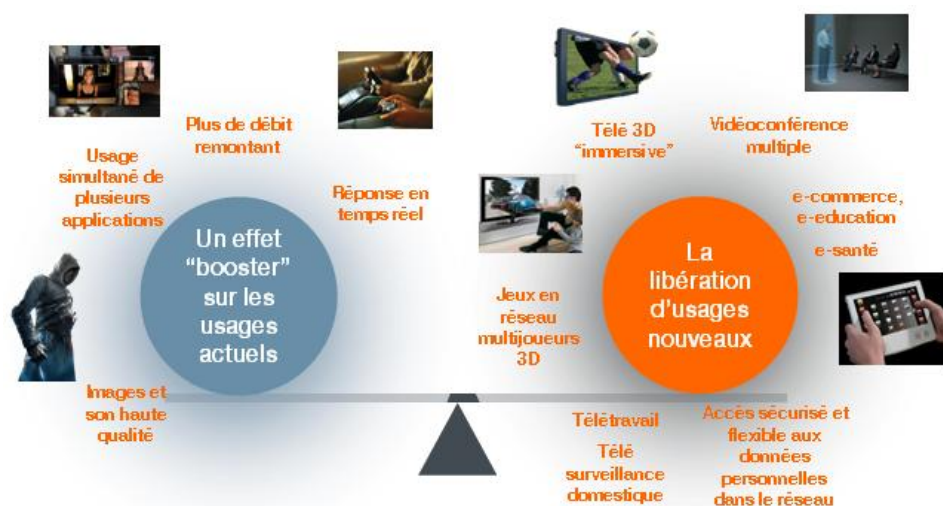 Plus de débit
remontant
Usage
simultané de
plusieurs
applications
Réponse en
temps réel
Un effet
“booster”
sur les
usages
actuels
Images et
son haute
qualité
Télé 3D
“immersive”
Vidéoconférence
multiple
e-commerce,
e-education
e-santé
La
libération
d’usages
nouveaux
Jeux en
réseau
multijoueurs
3D
Télétravail
Télé
surveillance
domestique
Accès sécurisé et
flexible aux
données
personnelles
dans le réseau